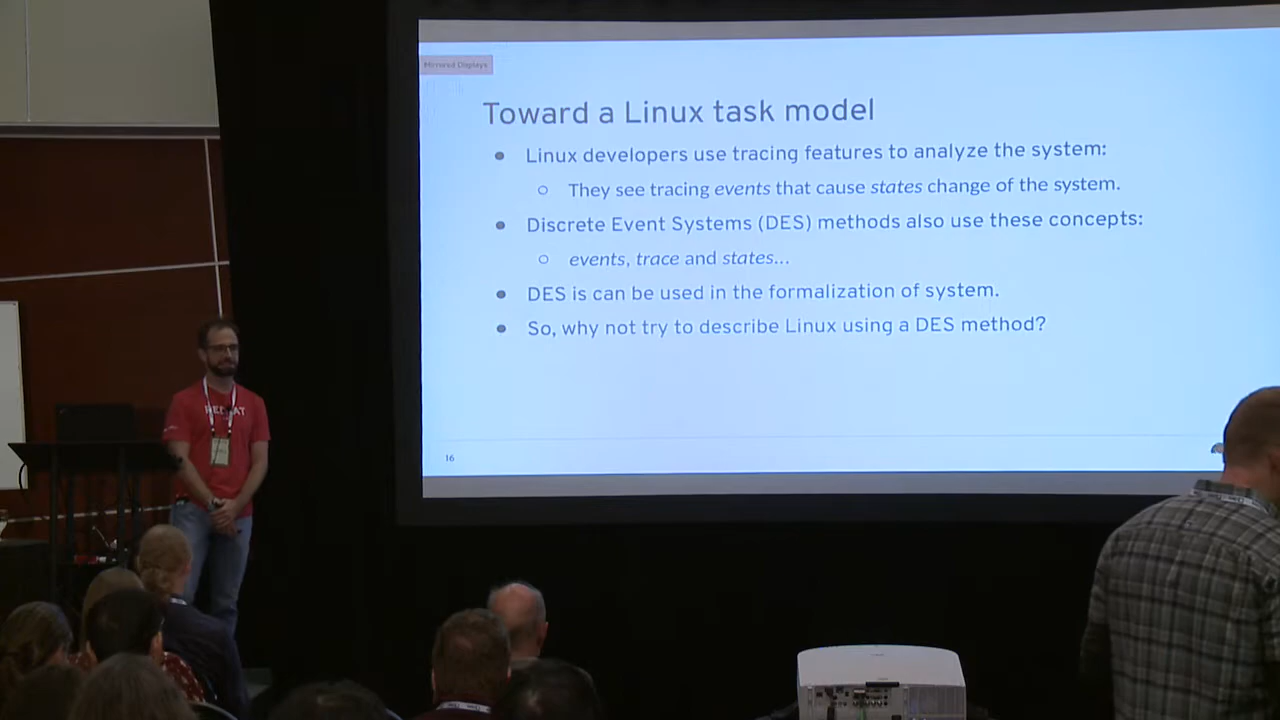 Mirrored Displays
Toward a Linux task model
Linux developers use tracing features to analyze the system:
They see tracing events that cause states change of the system.
Discrete Event Systems (DES) methods also use these concepts:
events, trace and states...
DES is can be used in the formalization of system.
So, why not try to describe Linux using a DES method?
16